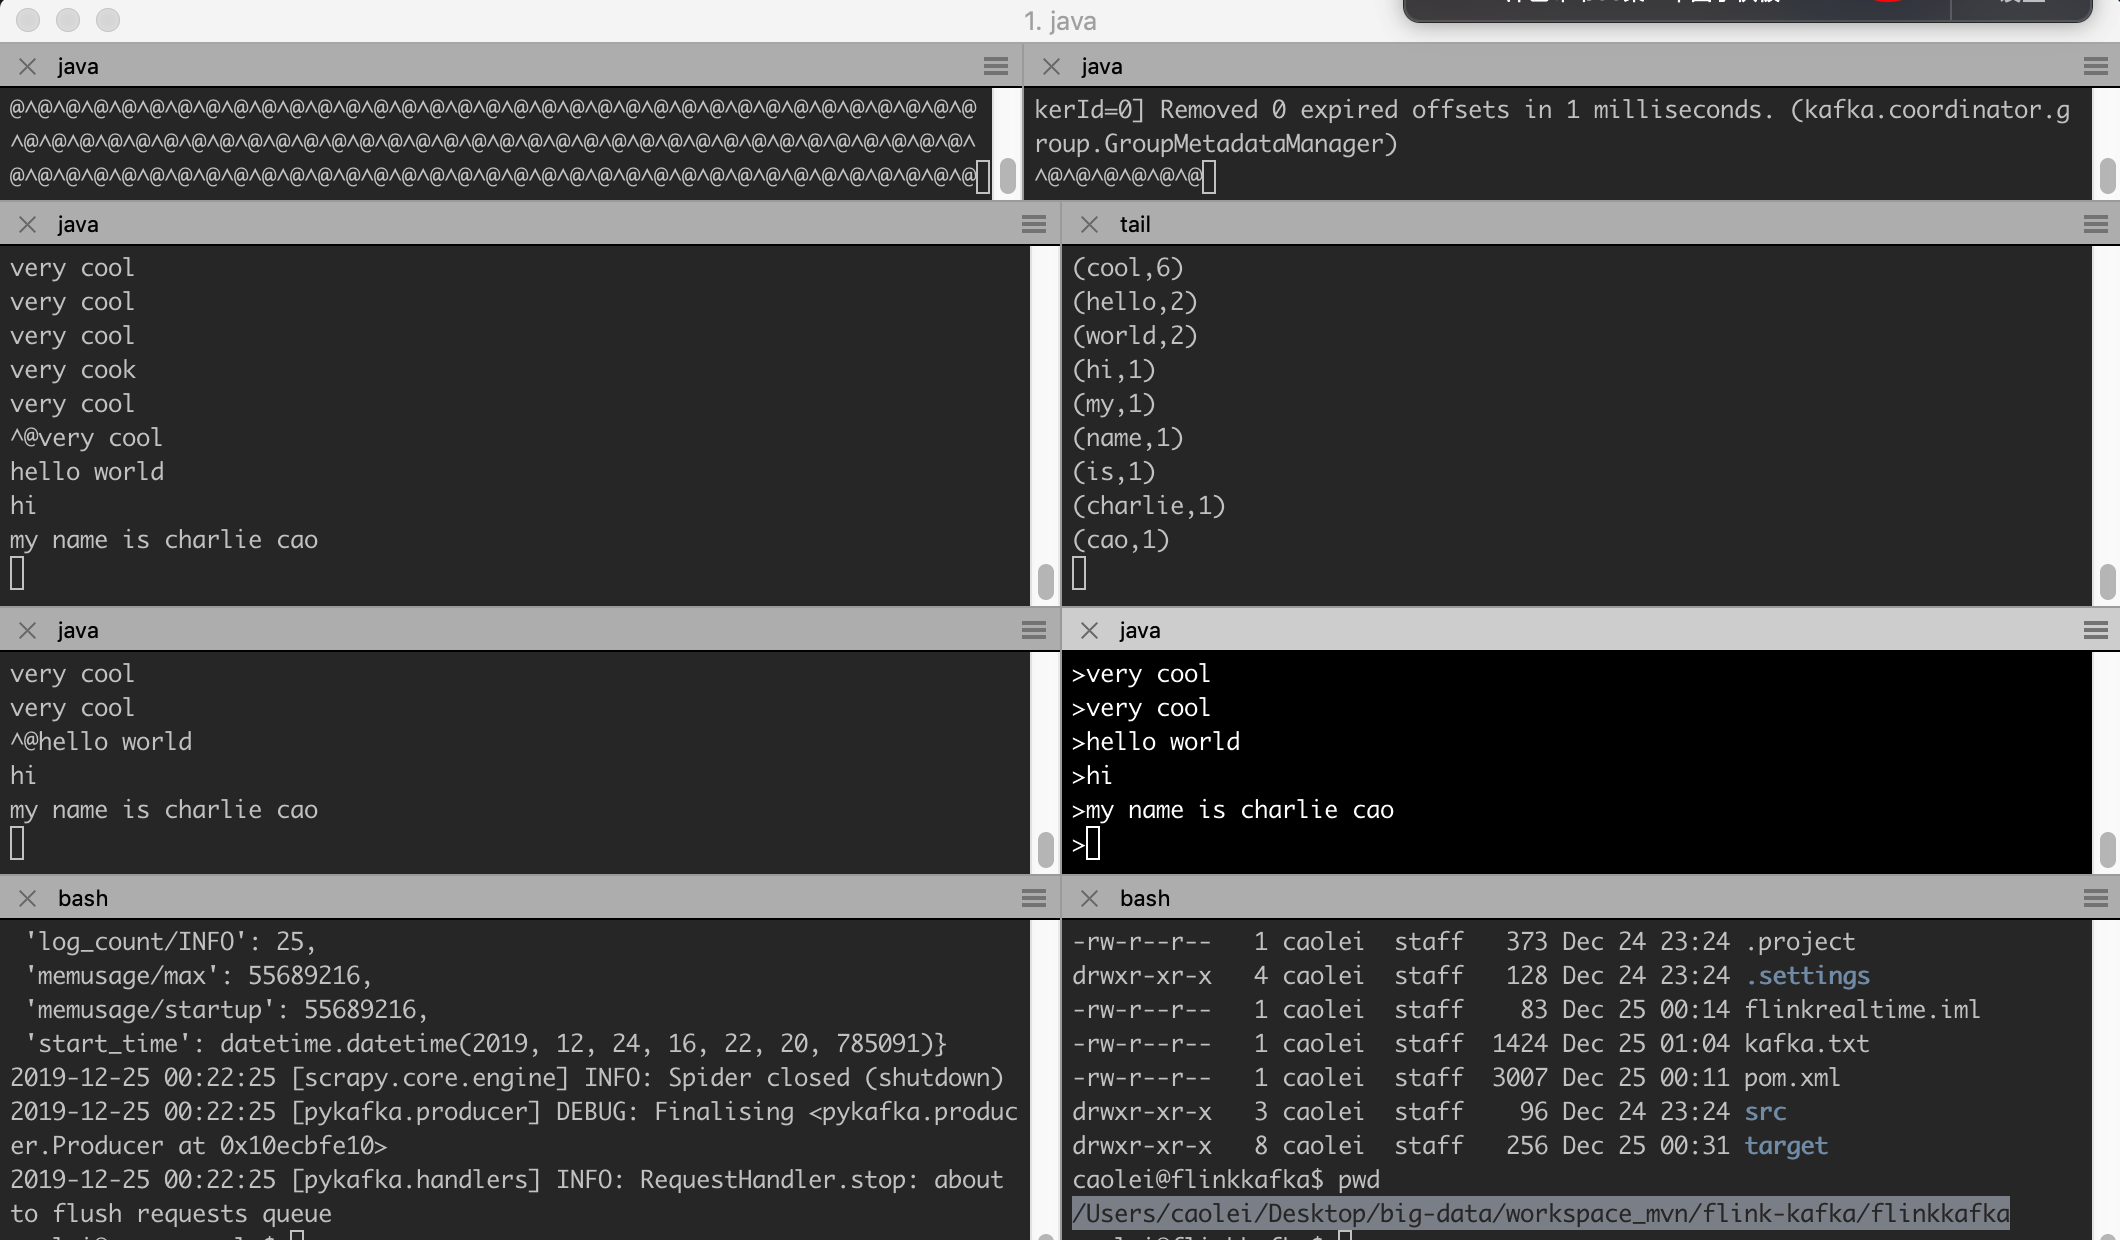 1. java
java
@^@^@^@^@^@^@^@^@^@^@^@^@^@^@^@^@^@^@^@^@^@^@^@^@^@^@^@^@^@^@^@^@^@^@
^@^@^@^@^@^@^@^@^@^@^@^@^@^@^@^@^@^@^@^@^@^@^@^@^@^@^@^@^@^@^@^@^@^@^
@^@^@^@^@^@^@^@^@^@^@^@^@^@^@^@^@^@^@^@^@^@^@^@^@^@^@^@^@^@^@^@^@^@^@
java
kerId=0] Removed 0 expired offsets in 1 milliseconds. (kafka.coordinator.g
roup.GroupMetadataManager)
^@^@^@^@^@^@
java
very cool
very cool
very cool
very cook
very cool
^@very cool
hello world
hi
my name is charlie cao
tail
(cool,6)
(hello,2)
(world,2)
(hi,1)
(my,1)
(name,1)
(is,1)
(charlie,1)
(cao,1)
java
very cool
very cool
^@hello world
hi
my name is charlie cao
java
>very cool
>very cool
>hello world
>hi
>my name is charlie cao
>
bash
'log_count/INFO': 25,
'memusage/max': 55689216,
'memusage/startup': 55689216,
'start_time': datetime.datetime(2019, 12, 24, 16, 22, 20, 785091)}
2019-12-25 00:22:25 [scrapy.core.engine] INFO: Spider closed (shutdown)
2019-12-25 00:22:25 [pykafka.producer] DEBUG: Finalising <pykafka.produc
er.Producer at 0x10ecbfe10>
2019-12-25 00:22:25 [pykafka.handlers] INFO: RequestHandler.stop: about
to flush requests queue
bash
-rw-r--r-- 1 caolei staff 373 Dec 24 23:24 .project
drwxr-xr-x 4 caolei staff 128 Dec 24 23:24 .settings
-rw-r--r-- 1 caolei staff 83 Dec 25 00:14 flinkrealtime.iml
-rw-r--r-- 1 caolei staff 1424 Dec 25 01:04 kafka.txt
-rw-r--r-- 1 caolei staff 3007 Dec 25 00:11 pom.xml
drwxr-xr-x 3 caolei staff 96 Dec 24 23:24 src
drwxr-xr-x 8 caolei staff 256 Dec 25 00:31 target
caolei@flinkkafka$ pwd
/Users/caolei/Desktop/big-data/workspace_mvn/flink-kafka/flinkkafka